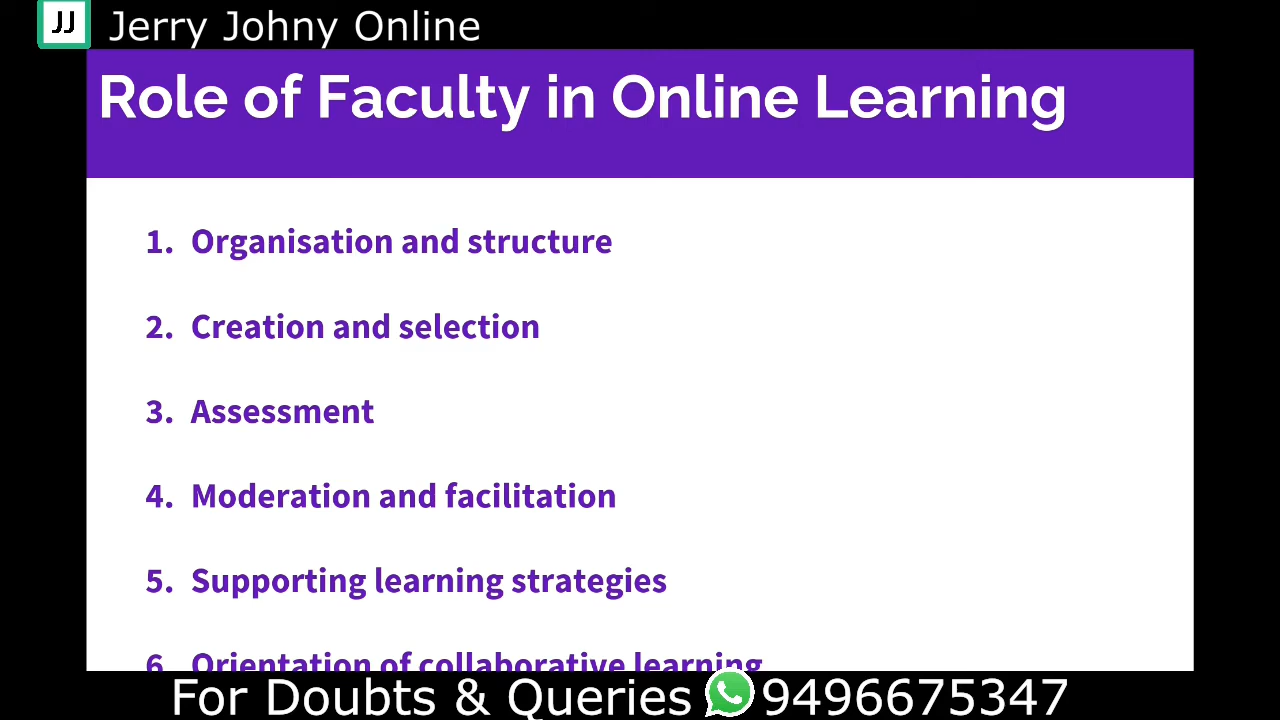 JJ Jerry Johny Online
Role of Faculty in Online Learning
1. Organisation and structure
2. Creation and selection
3. Assessment
4. Moderation and facilitation
5. Supporting learning strategies
6. Orientation of collaborative learning
For Doubts & Queries 9496675347